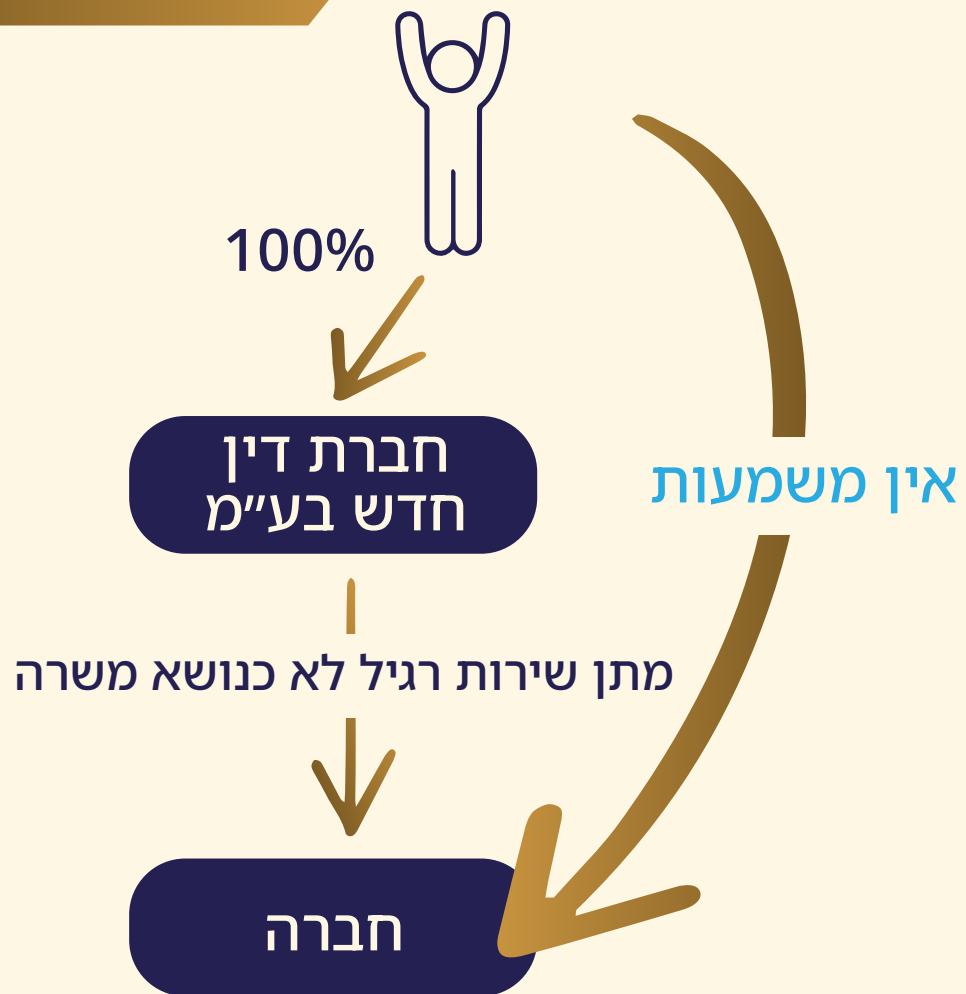 100%
חברת דין
חדש בע״מ
אין משמעות
מתן שירות רגיל לא כנושא משרה
חברה